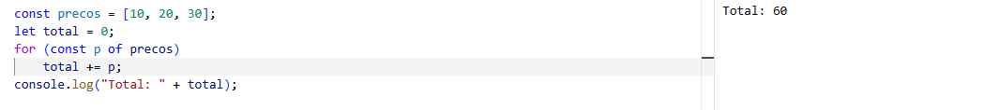 const precos = [10, 20, 30];
let total = 0;
for (const p of precos)
    total += p;
console.log("Total: " + total);
Total: 60